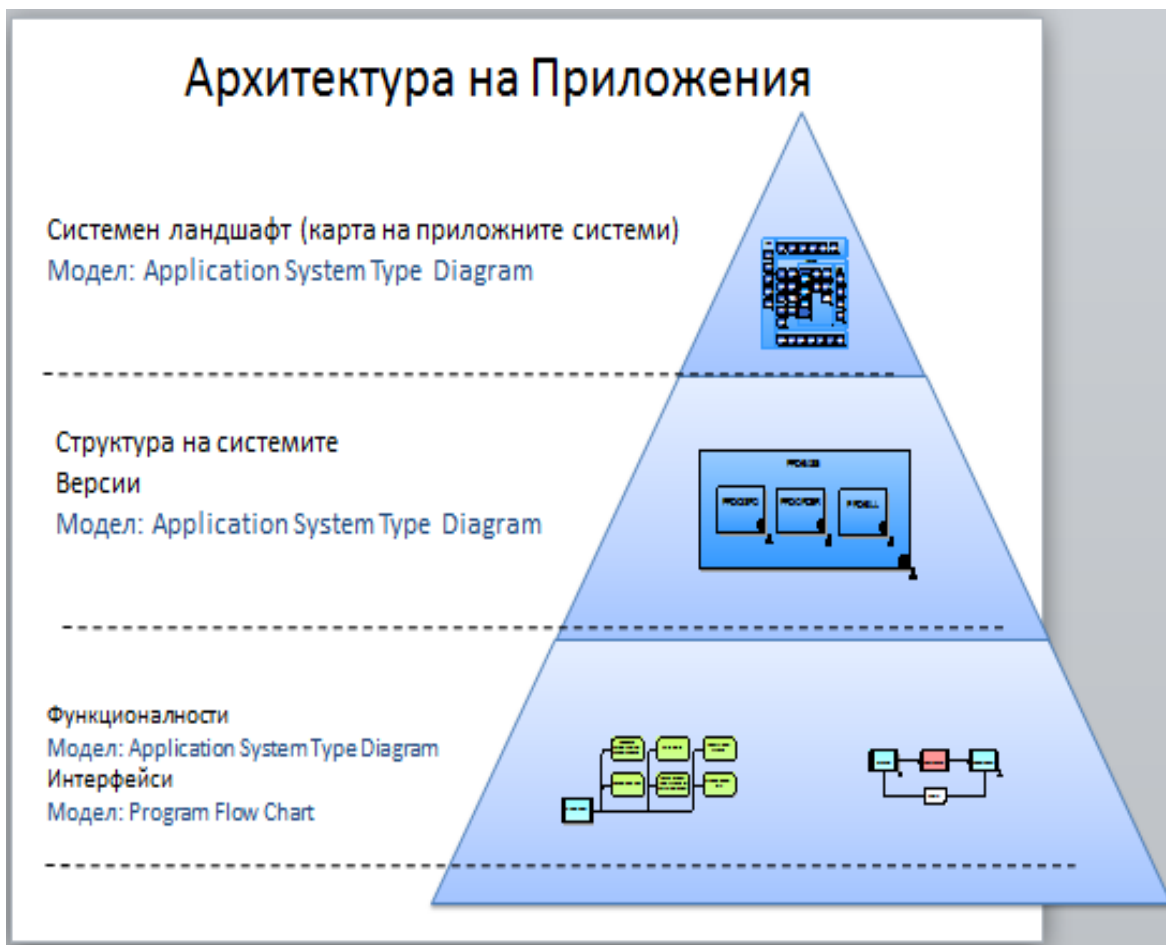 Архитектура на Приложения
Системен ландшафт (карта на приложните системи)
Модел: Application System Type Diagram
Структура на системите
Версии
Модел: Application System Type Diagram
Функционалности
Модел: Application System Type Diagram
Интерфейси
Модел: Program Flow Chart